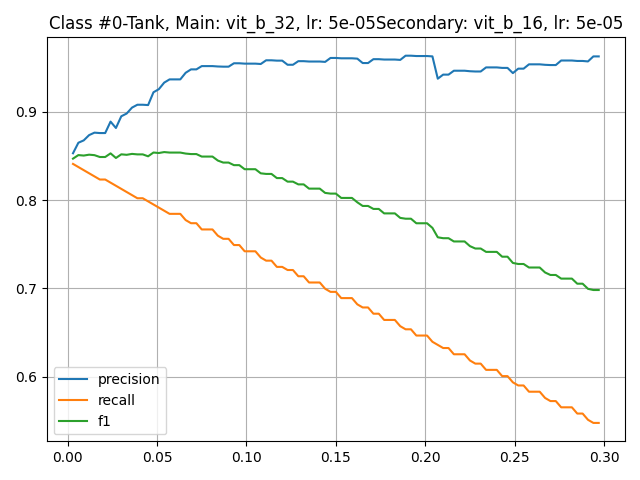 Class #0-Tank, Main: vit_b_32, lr: 5e-05Secondary: vit_b_16, lr: 5e-05
0.9
0.8
0.7
0.6
precision
recall
f1
0.00 0.05 0.10 0.15 0.20 0.25 0.30